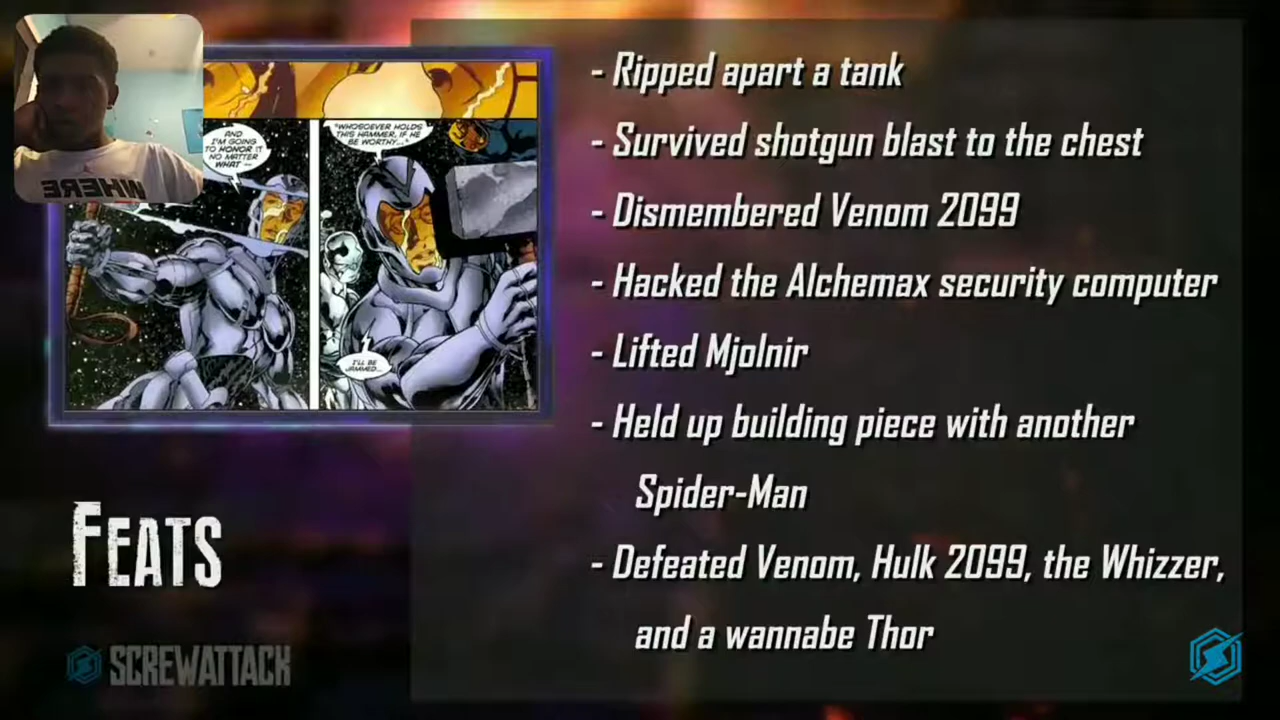 WHERE
AND
I'M GOING
TO HONOR IT
NO MATTER
WHAT --
"WHOSOEVER HOLDS
THIS HAMMER, IF HE
BE WORTHY..."
I'LL BE
JAMMED...
- Ripped apart a tank
- Survived shotgun blast to the chest
- Dismembered Venom 2099
- Hacked the Alchemax security computer
- Lifted Mjolnir
- Held up building piece with another
Spider-Man
- Defeated Venom, Hulk 2099, the Whizzer,
and a wannabe Thor
FEATS
SCREWATTACK